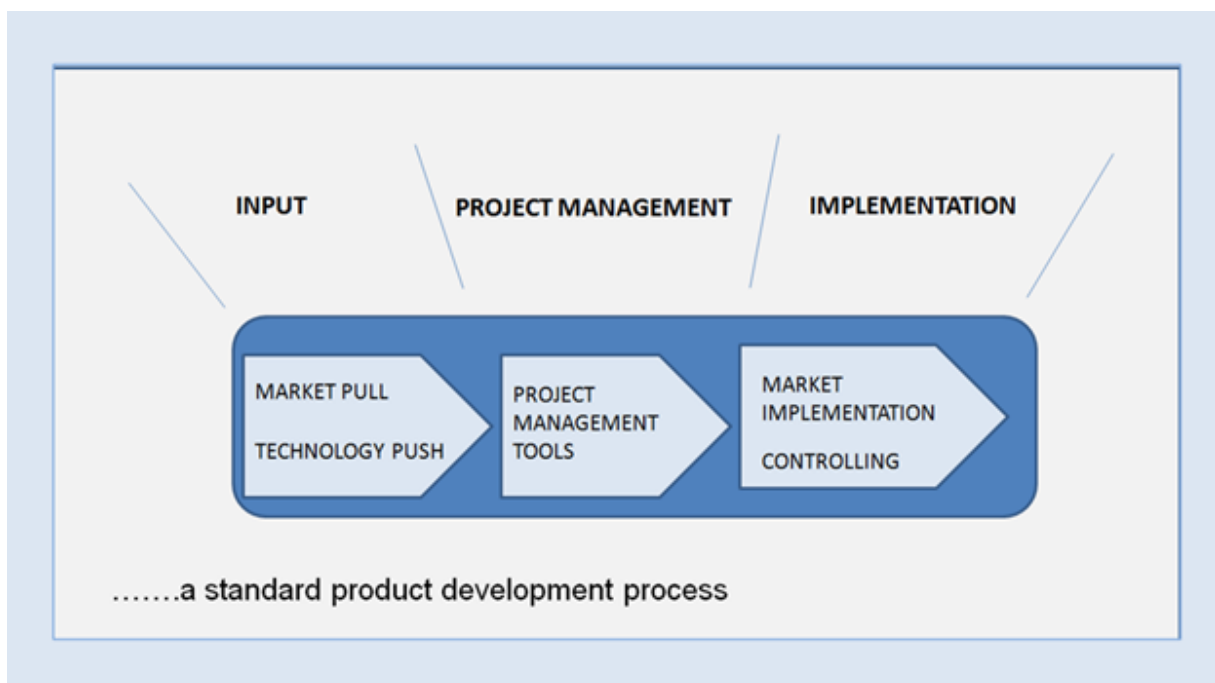 INPUT
PROJECT MANAGEMENT
IMPLEMENTATION
MARKET PULL
TECHNOLOGY PUSH
PROJECT
MANAGEMENT
TOOLS
MARKET
IMPLEMENTATION
CONTROLLING
.......a standard product development process